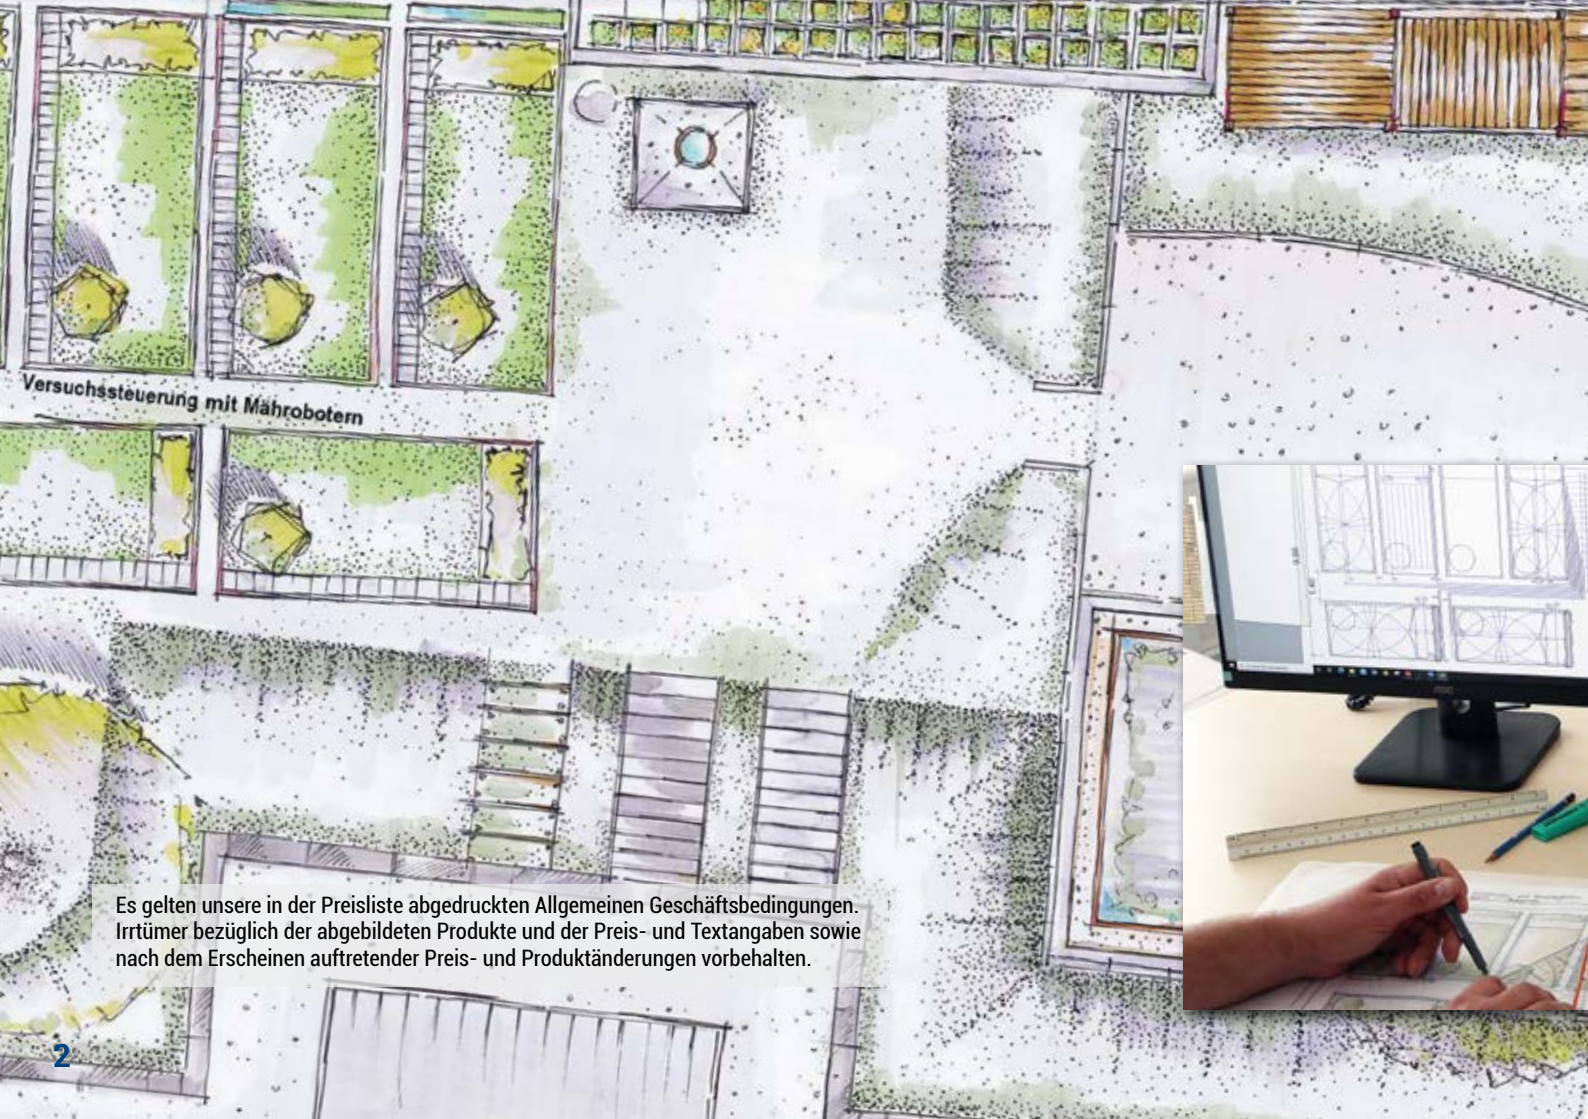 Versuchssteuerung mit Mährobotern
Es gelten unsere in der Preisliste abgedruckten Allgemeinen Geschäftsbedingungen.
Irrtümer bezüglich der abgebildeten Produkte und der Preis- und Textangaben sowie
nach dem Erscheinen auftretender Preis- und Produktänderungen vorbehalten.
2